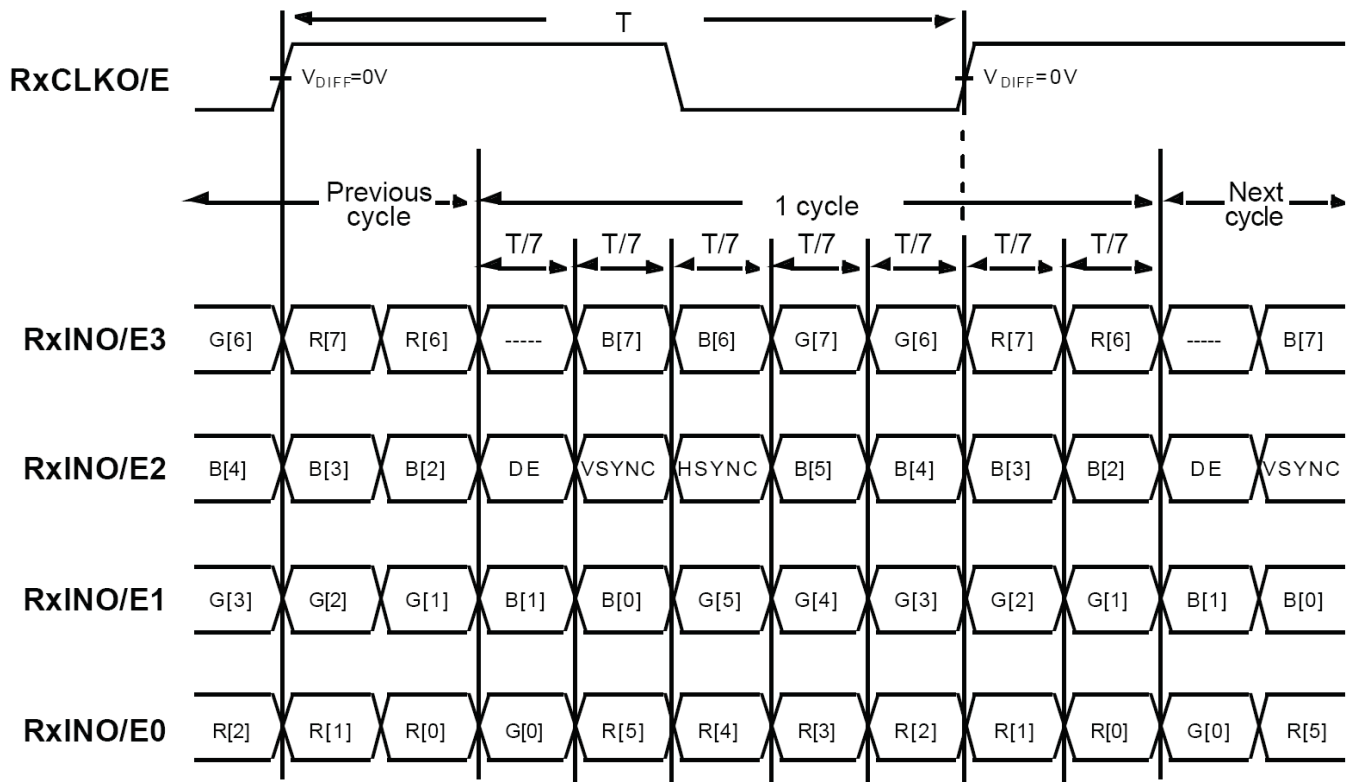 T
RxCLKO/E
V DIFF=0V
V DIFF=0V
Previous
cycle
1 cycle
Next
cycle
T/7 T/7 T/7 T/7 T/7 T/7 T/7
RxINO/E3 G[6] R[7] R[6] ----- B[7] B[6] G[7] G[6] R[7] R[6] ----- B[7]
RxINO/E2 B[4] B[3] B[2] DE VSYNC HSYNC B[5] B[4] B[3] B[2] DE VSYNC
RxINO/E1 G[3] G[2] G[1] B[1] B[0] G[5] G[4] G[3] G[2] G[1] B[1] B[0]
RxINO/E0 R[2] R[1] R[0] G[0] R[5] R[4] R[3] R[2] R[1] R[0] G[0] R[5]